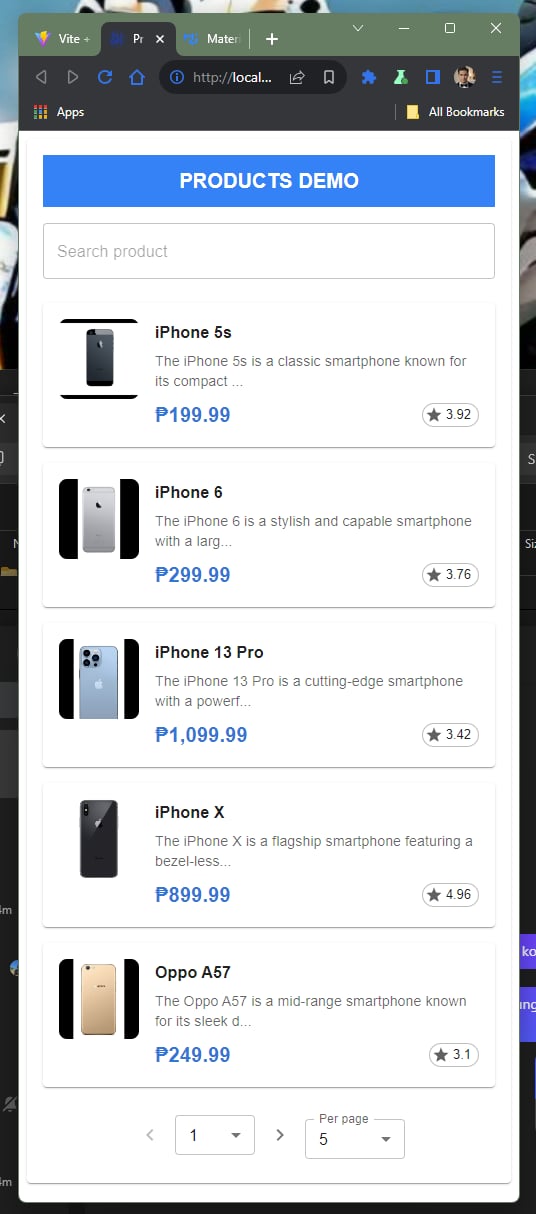 Vite +
Pr
Materi
http://local...
Apps
All Bookmarks
PRODUCTS DEMO
Search product
iPhone 5s
The iPhone 5s is a classic smartphone known for
its compact ...
₱199.99
3.92
iPhone 6
The iPhone 6 is a stylish and capable smartphone
with a larg...
₱299.99
3.76
iPhone 13 Pro
The iPhone 13 Pro is a cutting-edge smartphone
with a powerf...
₱1,099.99
3.42
iPhone X
The iPhone X is a flagship smartphone featuring a
bezel-less...
₱899.99
4.96
Oppo A57
The Oppo A57 is a mid-range smartphone known
for its sleek d...
₱249.99
3.1
1
Per page
5